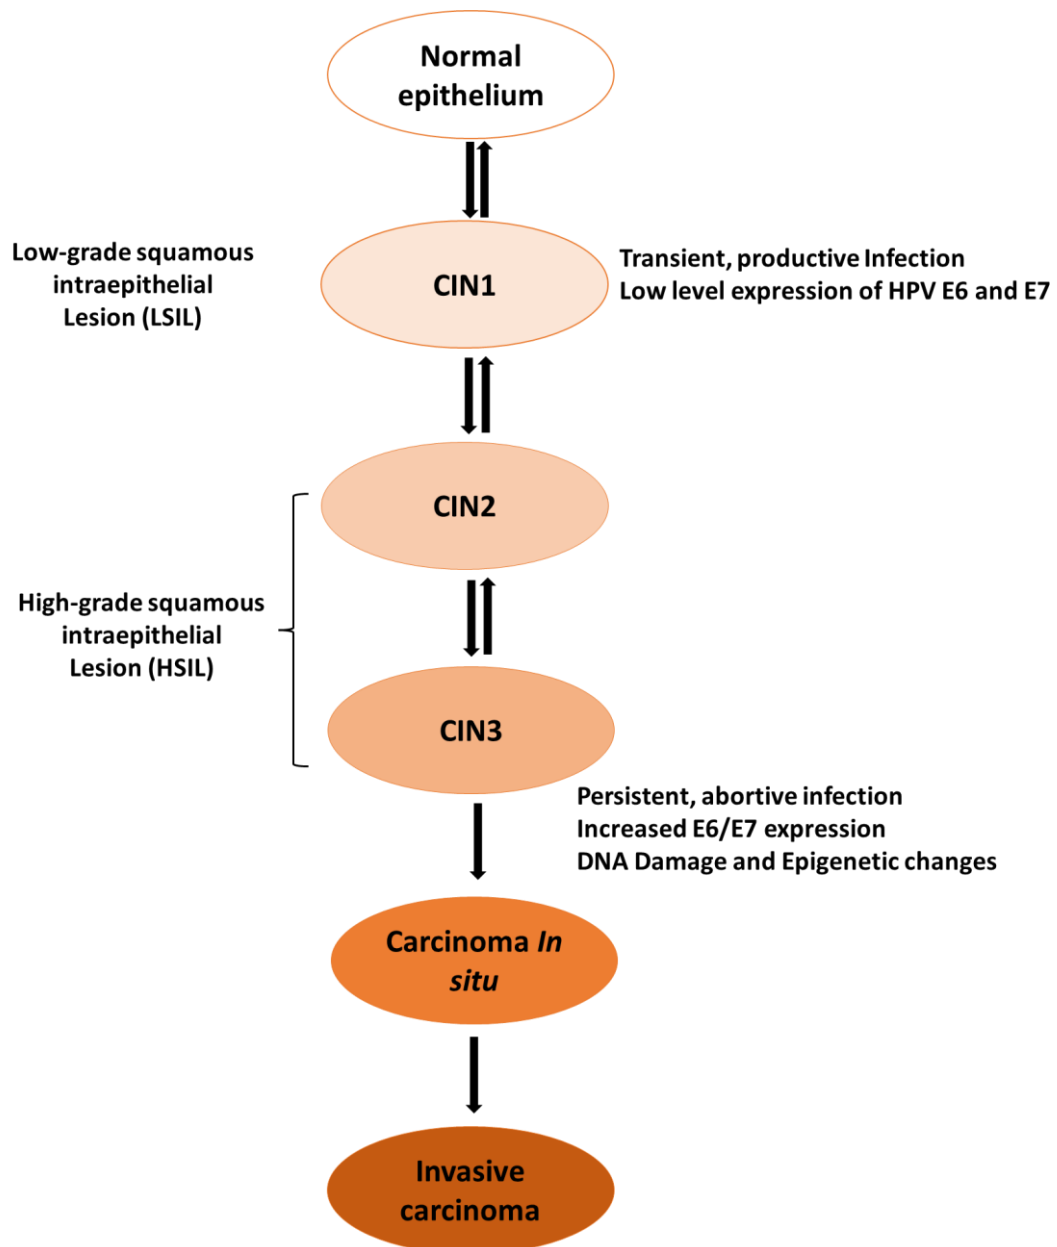 Normal
epithelium
Low-grade squamous
intraepithelial
Lesion (LSIL)
CIN1
Transient, productive Infection
Low level expression of HPV E6 and E7
CIN2
High-grade squamous
intraepithelial
Lesion (HSIL)
CIN3
Persistent, abortive infection
Increased E6/E7 expression
DNA Damage and Epigenetic changes
Carcinoma In
situ
Invasive
carcinoma